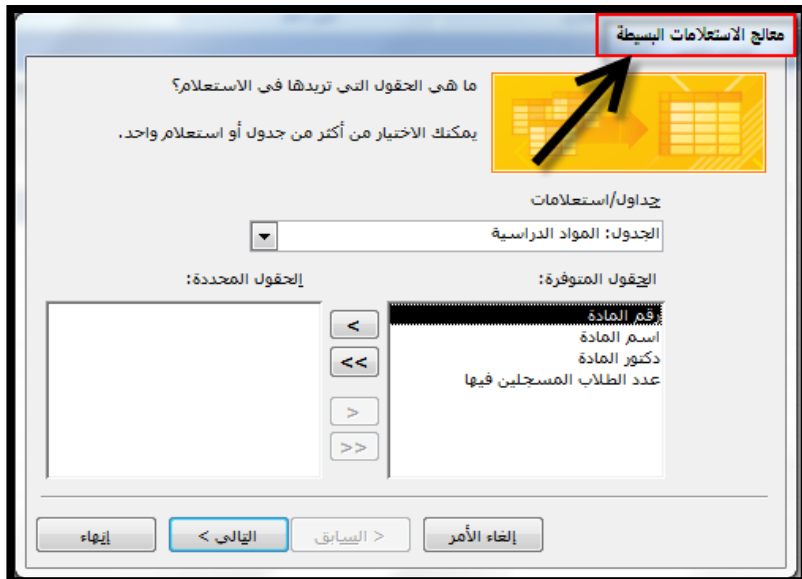 معالج الاستعلامات البسيطة
ما هي الحقول التي تريدها في الاستعلام؟
يمكنك الاختيار من أكثر من جدول أو استعلام واحد.
جداول/استعلامات
الجدول: المواد الدراسية
الحقول المتوفرة:
الحقول المحددة:
رقم المادة
اسم المادة
دكتور المادة
عدد الطلاب المسجلين فيها
<
<<
>
>>
إلغاء الأمر
< السابق
التالي >
إنهاء